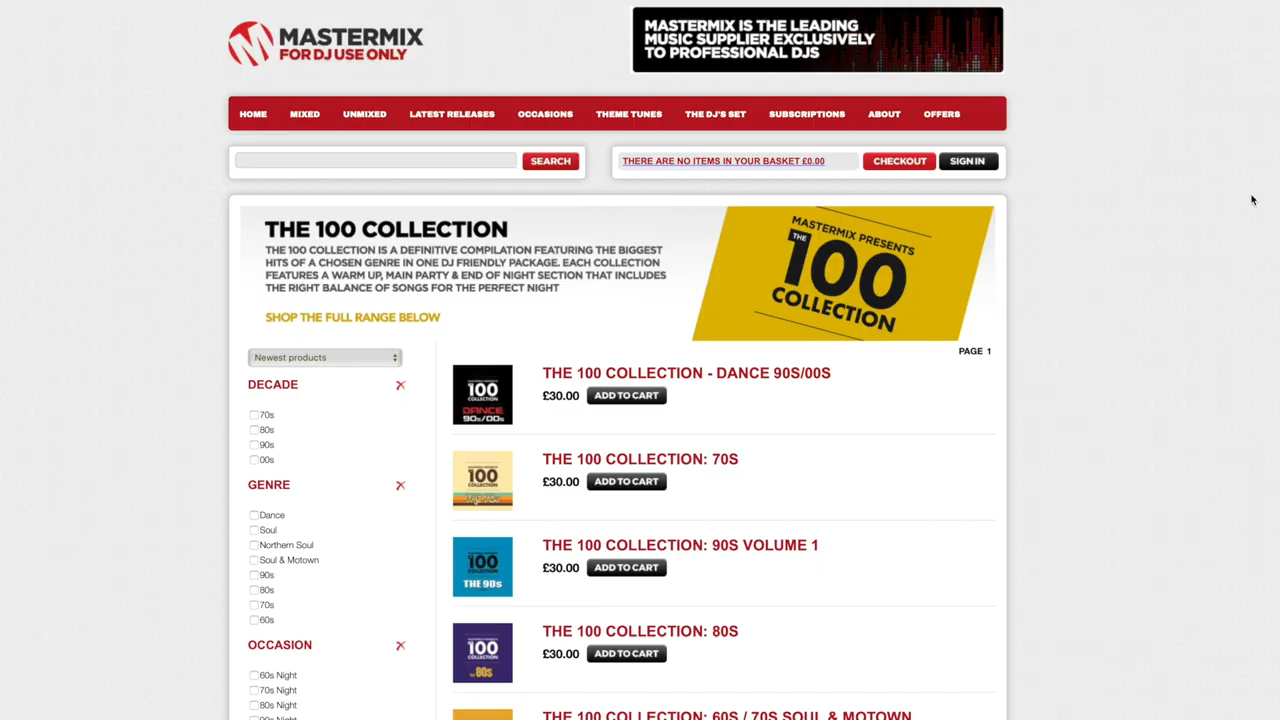 MASTERMIX
FOR DJ USE ONLY
MASTERMIX IS THE LEADING
MUSIC SUPPLIER EXCLUSIVELY
TO PROFESSIONAL DJS
HOME MIXED UNMIXED LATEST RELEASES OCCASIONS THEME TUNES THE DJ'S SET SUBSCRIPTIONS ABOUT OFFERS
SEARCH
THERE ARE NO ITEMS IN YOUR BASKET £0.00 CHECKOUT SIGN IN
THE 100 COLLECTION
THE 100 COLLECTION IS A DEFINITIVE COMPILATION FEATURING THE BIGGEST
HITS OF A CHOSEN GENRE IN ONE DJ FRIENDLY PACKAGE. EACH COLLECTION
FEATURES A WARM UP, MAIN PARTY & END OF NIGHT SECTION THAT INCLUDES
THE RIGHT BALANCE OF SONGS FOR THE PERFECT NIGHT
SHOP THE FULL RANGE BELOW
MASTERMIX PRESENTS
THE
100
COLLECTION
Newest products
DECADE
70s
80s
90s
00s
GENRE
Dance
Soul
Northern Soul
Soul & Motown
90s
80s
70s
60s
OCCASION
60s Night
70s Night
80s Night
90s Night
PAGE 1
100
DANCE
90s/00s
THE 100 COLLECTION - DANCE 90S/00S
£30.00 ADD TO CART
100
THE 100 COLLECTION: 70S
£30.00 ADD TO CART
100
THE 90s
THE 100 COLLECTION: 90S VOLUME 1
£30.00 ADD TO CART
100
80s
THE 100 COLLECTION: 80S
£30.00 ADD TO CART
THE 100 COLLECTION: 60S / 70S SOUL & MOTOWN